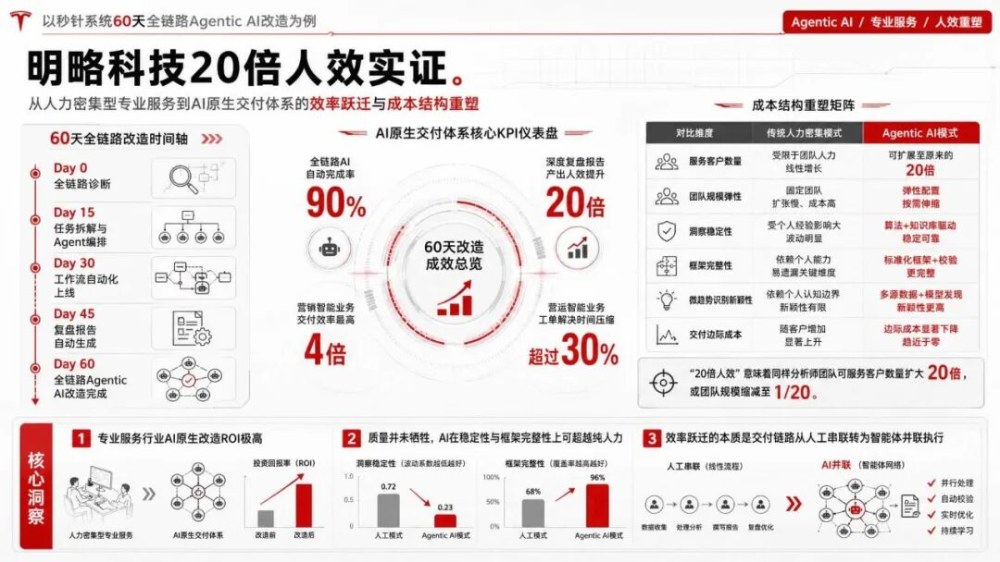 以秒针系统60天全链路Agentic AI改造为例
Agentic AI / 专业服务 / 人效重塑
明略科技20倍人效实证。
从人力密集型专业服务到AI原生交付体系的效率跃迁与成本结构重塑
60天全链路改造时间轴
Day 0
全链路诊断
Day 15
任务拆解与
Agent编排
Day 30
工作流自动化
上线
Day 45
复盘报告
自动生成
Day 60
全链路Agentic
AI改造完成
AI原生交付体系核心KPI仪表盘
全链路AI
自动完成率
90%
深度复盘报告
产出人效提升
20倍
60天改造
成效总览
营销智能业务
交付效率最高
4倍
营运智能业务
工单解决时间压缩
超过30%
成本结构重塑矩阵
对比维度 传统人力密集模式 Agentic AI模式
服务客户数量
受限于团队人力
线性增长
可扩展至原来的
20倍
团队规模弹性
固定团队
扩张慢、成本高
弹性配置
按需伸缩
洞察稳定性
受个人经验影响大
波动明显
算法+知识库驱动
稳定可靠
框架完整性
依赖个人能力
易遗漏关键维度
标准化框架+校验
更完整
微趋势识别新颖性
依赖个人认知边界
新颖性有限
多源数据+模型发现
新颖性更高
交付边际成本
随客户增加
显著上升
边际成本显著下降
趋近于零
“20倍人效” 意味着同样分析师团队可服务客户数量扩大 20倍，
或团队规模缩减至 1/20。
核心洞察
1 专业服务行业AI原生改造ROI极高
人力密集型专业服务
AI原生交付体系
投资回报率（ROI）
改造前
改造后
2 质量并未牺牲，AI在稳定性与框架完整性上可超越纯人力
洞察稳定性（波动系数越低越好）
1.0
0.5
0
0.72
0.23
人工模式
Agentic AI模式
框架完整性（覆盖率越高越好）
100%
50%
0%
68%
96%
人工模式
Agentic AI模式
3 效率跃迁的本质是交付链路从人工串联转为智能体并联执行
人工串联（线性流程）
数据收集
处理分析
撰写报告
复盘优化
AI并联（智能体网络）
并行处理
自动校验
实时优化
持续学习